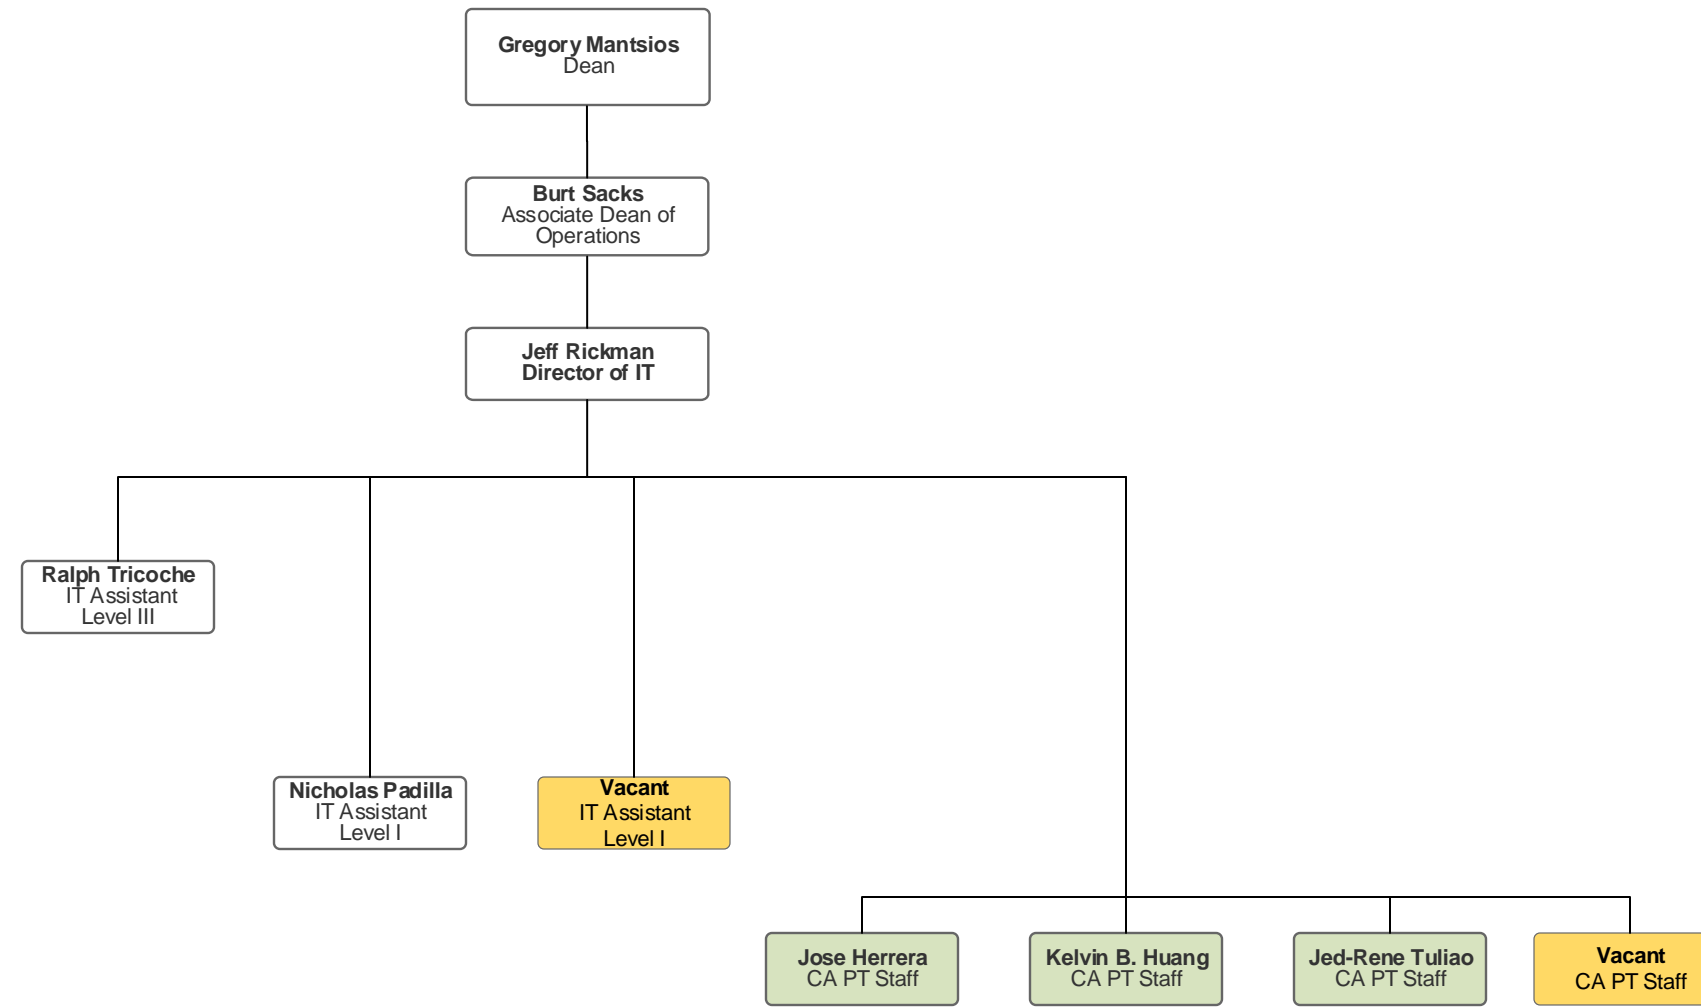 Gregory Mantsios
Dean
Burt Sacks
Associate Dean of
Operations
Jeff Rickman
Director of IT
Ralph Tricoche
IT Assistant
Level III
Nicholas Padilla
IT Assistant
Level I
Vacant
IT Assistant
Level I
Jose Herrera
CA PT Staff
Kelvin B. Huang
CA PT Staff
Jed-Rene Tuliao
CA PT Staff
Vacant
CA PT Staff